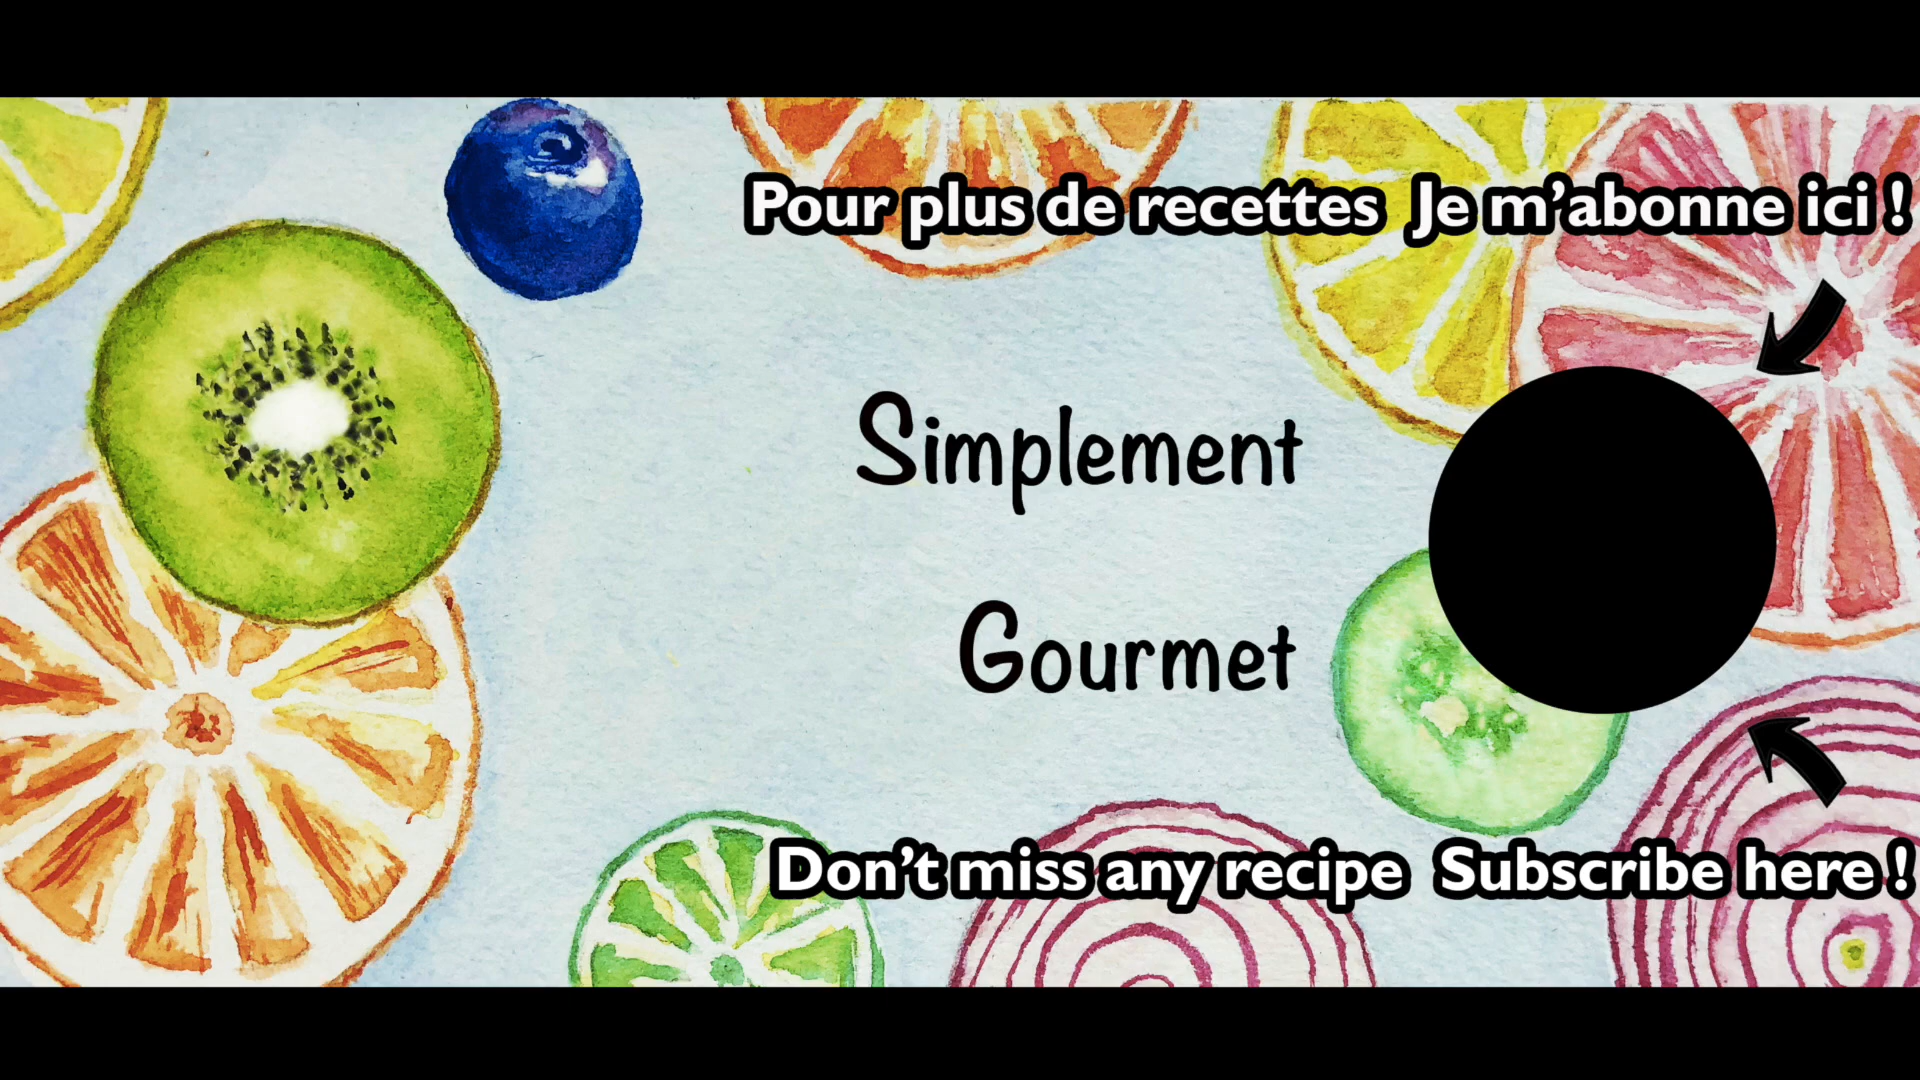 Pour plus de recettes Je m’abonne ici !
Simplement
Gourmet
Don’t miss any recipe Subscribe here !